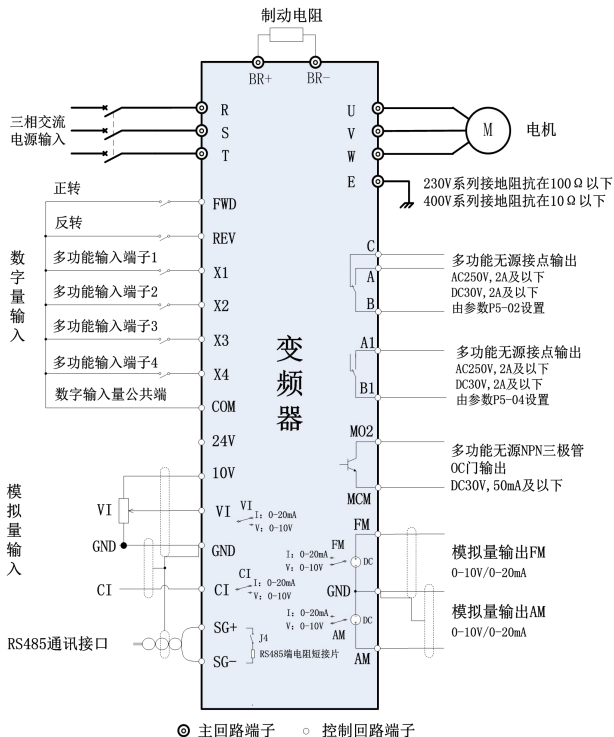 制动电阻
BR+ BR-
三相交流
电源输入
R
S
T
U
V
W
M
电机
E
230V系列接地阻抗在100Ω以下
400V系列接地阻抗在10Ω以下
数字量输入
正转
FWD
反转
REV
多功能输入端子1
X1
多功能输入端子2
X2
多功能输入端子3
X3
多功能输入端子4
X4
数字输入量公共端
COM
24V
变频器
C
A
B
多功能无源接点输出
AC250V,2A及以下
DC30V,2A及以下
由参数P5-02设置
A1
B1
多功能无源接点输出
AC250V,2A及以下
DC30V,2A及以下
由参数P5-04设置
MO2
MCM
多功能无源NPN三极管
OC门输出
DC30V,50mA及以下
模拟量输入
10V
VI
VI
VI
I: 0-20mA
V: 0-10V
GND
GND
CI
CI
CI
I: 0-20mA
V: 0-10V
FM
FM
I: 0-20mA
V: 0-10V
DC
GND
I: 0-20mA
V: 0-10V
DC
AM
AM
模拟量输出FM
0-10V/0-20mA
模拟量输出AM
0-10V/0-20mA
RS485通讯接口
SG+
SG-
J4
RS485端电阻短接片
主回路端子 控制回路端子